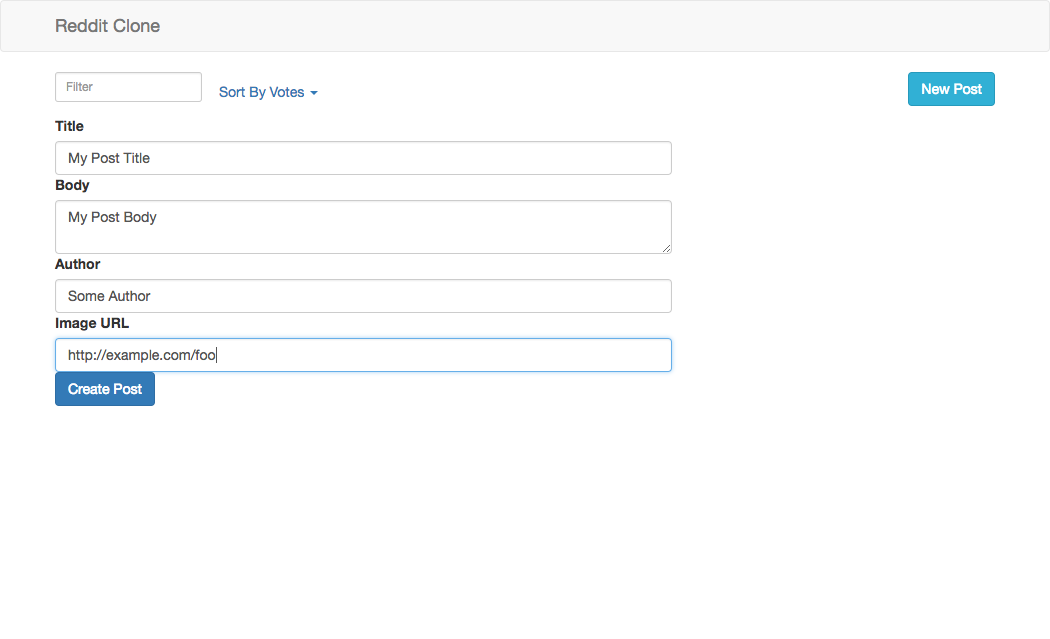 Reddit Clone
Filter
Sort By Votes
New Post
Title
My Post Title
Body
My Post Body
Author
Some Author
Image URL
http://example.com/foo
Create Post